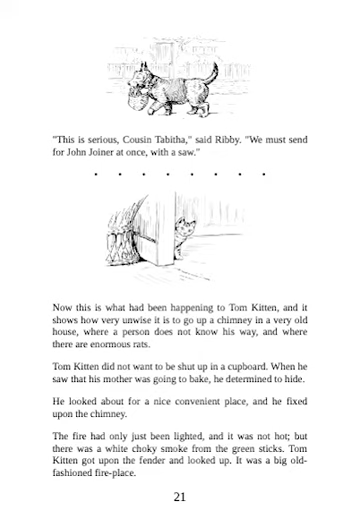 "This is serious, Cousin Tabitha," said Ribby. "We must send
for John Joiner at once, with a saw."
Now this is what had been happening to Tom Kitten, and it
shows how very unwise it is to go up a chimney in a very old
house, where a person does not know his way, and where
there are enormous rats.
Tom Kitten did not want to be shut up in a cupboard. When he
saw that his mother was going to bake, he determined to hide.
He looked about for a nice convenient place, and he fixed
upon the chimney.
The fire had only just been lighted, and it was not hot; but
there was a white choky smoke from the green sticks. Tom
Kitten got upon the fender and looked up. It was a big old-
fashioned fire-place.
21